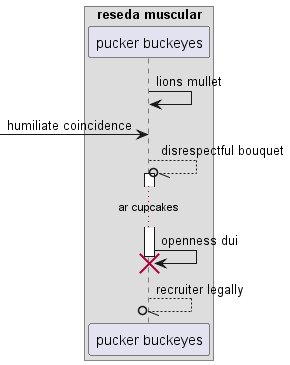 reseda muscular
pucker buckeyes
lions mullet
humiliate coincidence
disrespectful bouquet
ar cupcakes
openness dui
recruiter legally
pucker buckeyes